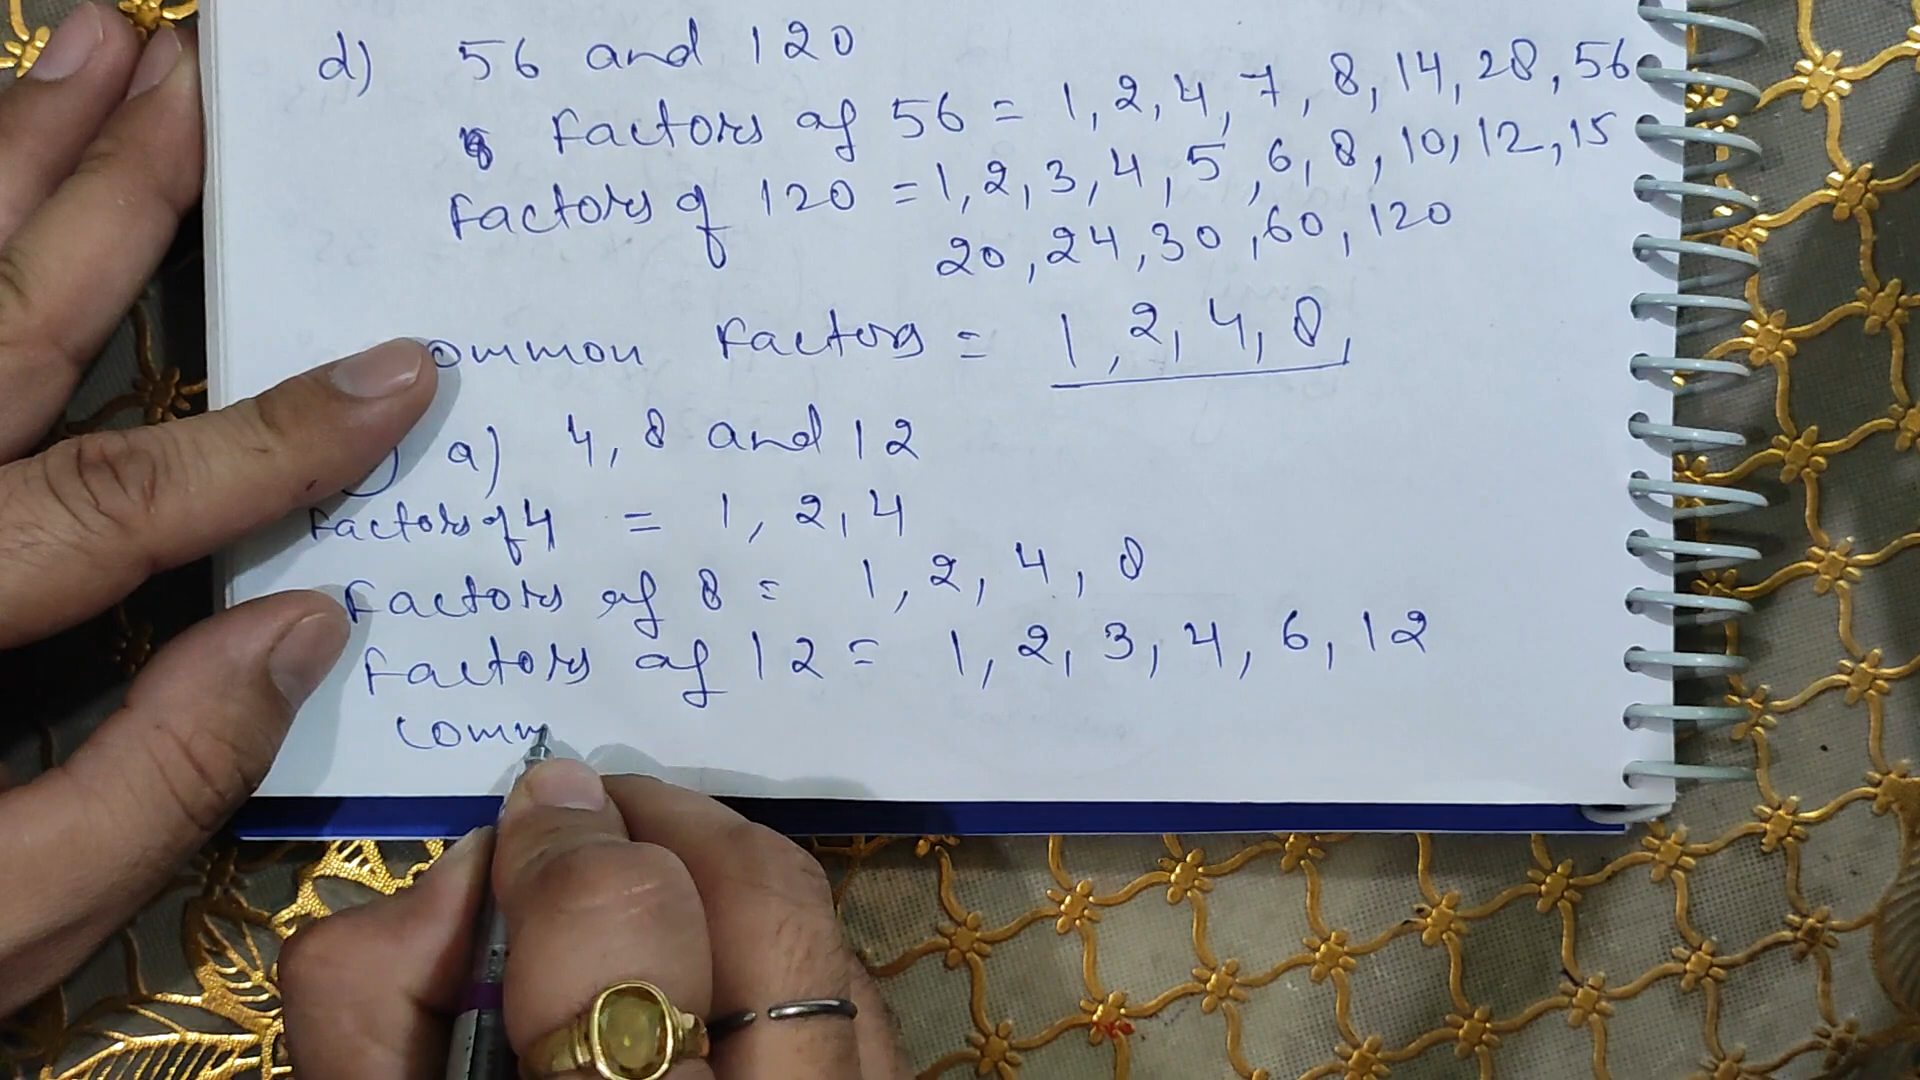 d) 56 and 120
Factors of 56 = 1, 2, 4, 7, 8, 14, 28, 56
Factors of 120 = 1, 2, 3, 4, 5, 6, 8, 10, 12, 15
20, 24, 30, 60, 120
ommon Factors = 1, 2, 4, 8,
) a) 4, 8 and 12
Factors of 4 = 1, 2, 4
Factors of 8 = 1, 2, 4, 8
Factors of 12 = 1, 2, 3, 4, 6, 12
Comm